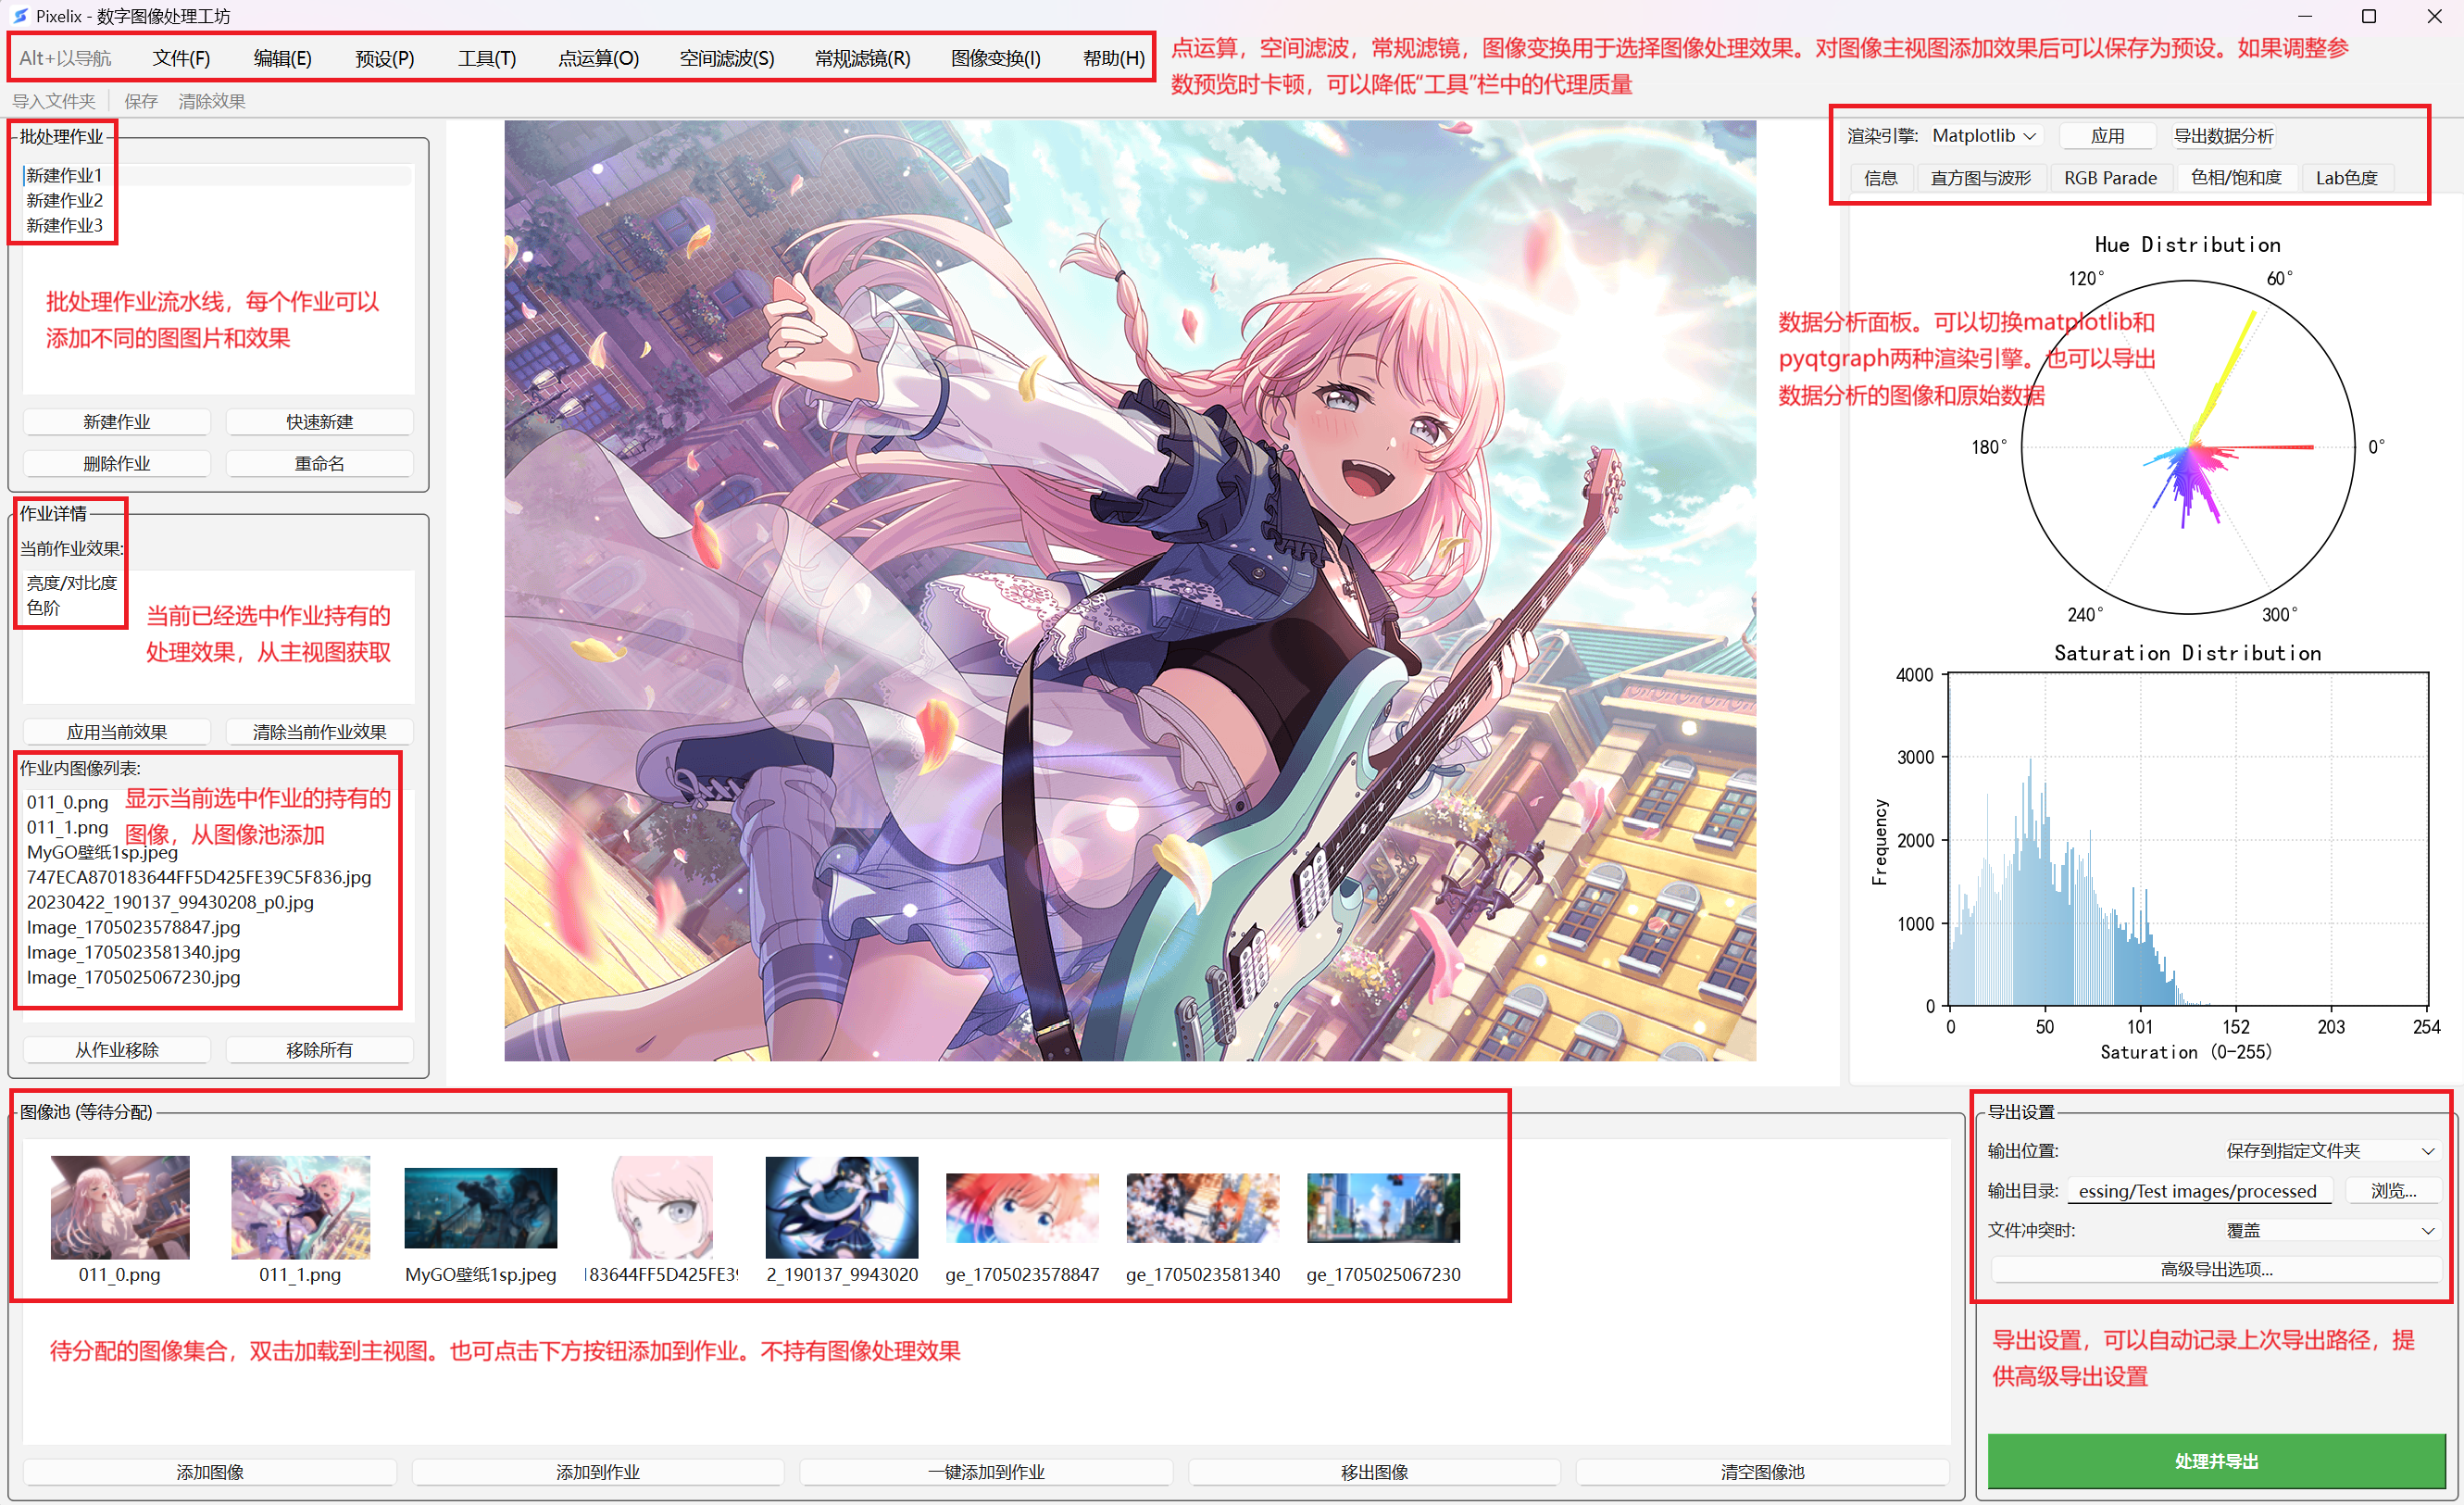 Pixelix - 数字图像处理工坊
Alt+以导航 文件(F) 编辑(E) 预设(P) 工具(T) 点运算(O) 空间滤波(S) 常规滤镜(R) 图像变换(I) 帮助(H)
点运算，空间滤波，常规滤镜，图像变换用于选择图像处理效果。对图像主视图添加效果后可以保存为预设。如果调整参
数预览时卡顿，可以降低“工具”栏中的代理质量
导入文件夹 保存 清除效果
批处理作业
新建作业1
新建作业2
新建作业3
批处理作业流水线，每个作业可以
添加不同的图图片和效果
新建作业 快速新建
删除作业 重命名
作业详情
当前作业效果:
亮度/对比度
色阶
当前已经选中作业持有的
处理效果，从主视图获取
应用当前效果 清除当前作业效果
作业内图像列表:
显示当前选中作业的持有的
图像，从图像池添加
011_0.png
011_1.png
MyGO壁纸1sp.jpeg
747ECA870183644FF5D425FE39C5F836.jpg
20230422_190137_99430208_p0.jpg
Image_1705023578847.jpg
Image_1705023581340.jpg
Image_1705025067230.jpg
从作业移除 移除所有
渲染引擎: Matplotlib 应用 导出数据分析
信息 直方图与波形 RGB Parade 色相/饱和度 Lab色度
数据分析面板。可以切换matplotlib和
pyqtgraph两种渲染引擎。也可以导出
数据分析的图像和原始数据
Hue Distribution
120° 60°
180° 0°
240° 300°
Saturation Distribution
4000
3000
2000
1000
0
Frequency
0 50 101 152 203 254
Saturation (0-255)
图像池 (等待分配)
011_0.png 011_1.png MyGO壁纸1sp.jpeg 183644FF5D425FE39 2_190137_9943020 ge_1705023578847 ge_1705023581340 ge_1705025067230
待分配的图像集合，双击加载到主视图。也可点击下方按钮添加到作业。不持有图像处理效果
添加图像 添加到作业 一键添加到作业 移出图像 清空图像池
导出设置
输出位置: 保存到指定文件夹
输出目录: essing/Test images/processed 浏览...
文件冲突时: 覆盖
高级导出选项...
导出设置，可以自动记录上次导出路径，提
供高级导出设置
处理并导出